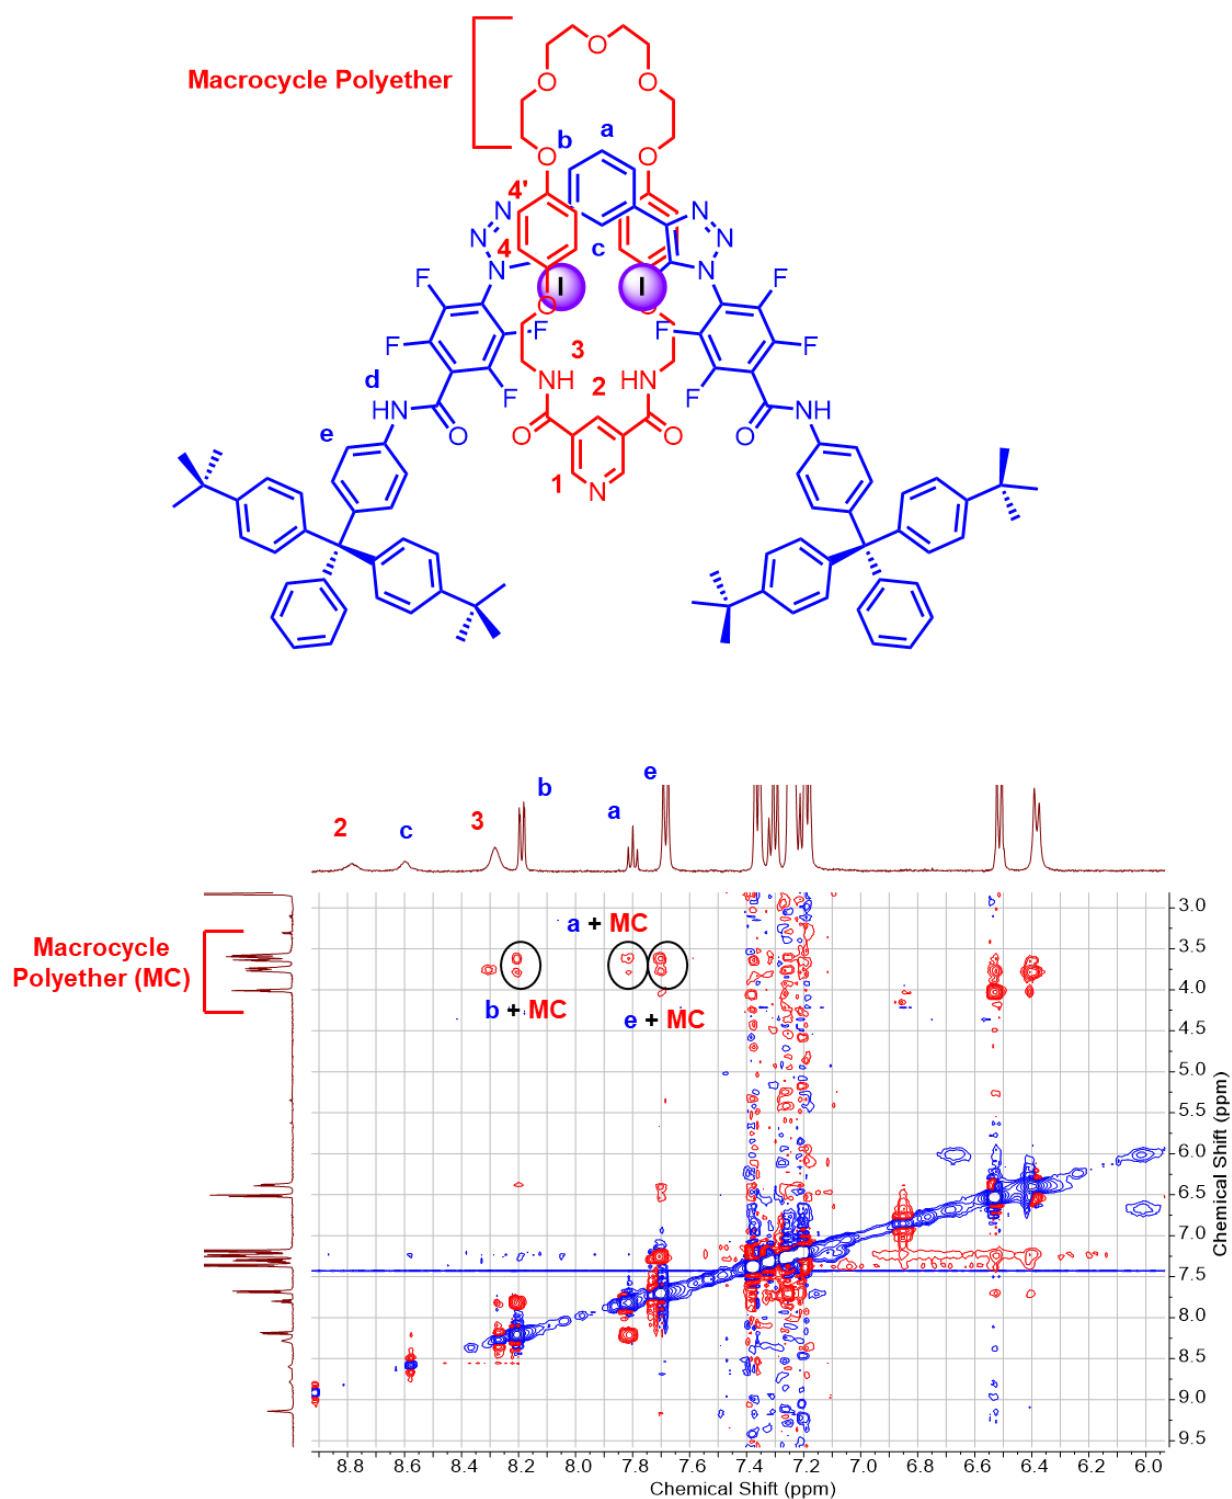 O
Macrocycle Polyether
O O
a
b
O O
4'
N N
N N
4 c
N N
F I I F
O O
F F F F
3
F F
d NH 2 HN
HN O O NH
e O O O O
1
N
e
b
a
2 c 3
3.0
a + MC
Macrocycle
Polyether (MC)
3.5
4.0
b + MC
e + MC
4.5
5.0
5.5
6.0
6.5
7.0
7.5
8.0
8.5
9.0
9.5
Chemical Shift (ppm)
8.8 8.6 8.4 8.2 8.0 7.8 7.6 7.4 7.2 7.0 6.8 6.6 6.4 6.2 6.0
Chemical Shift (ppm)